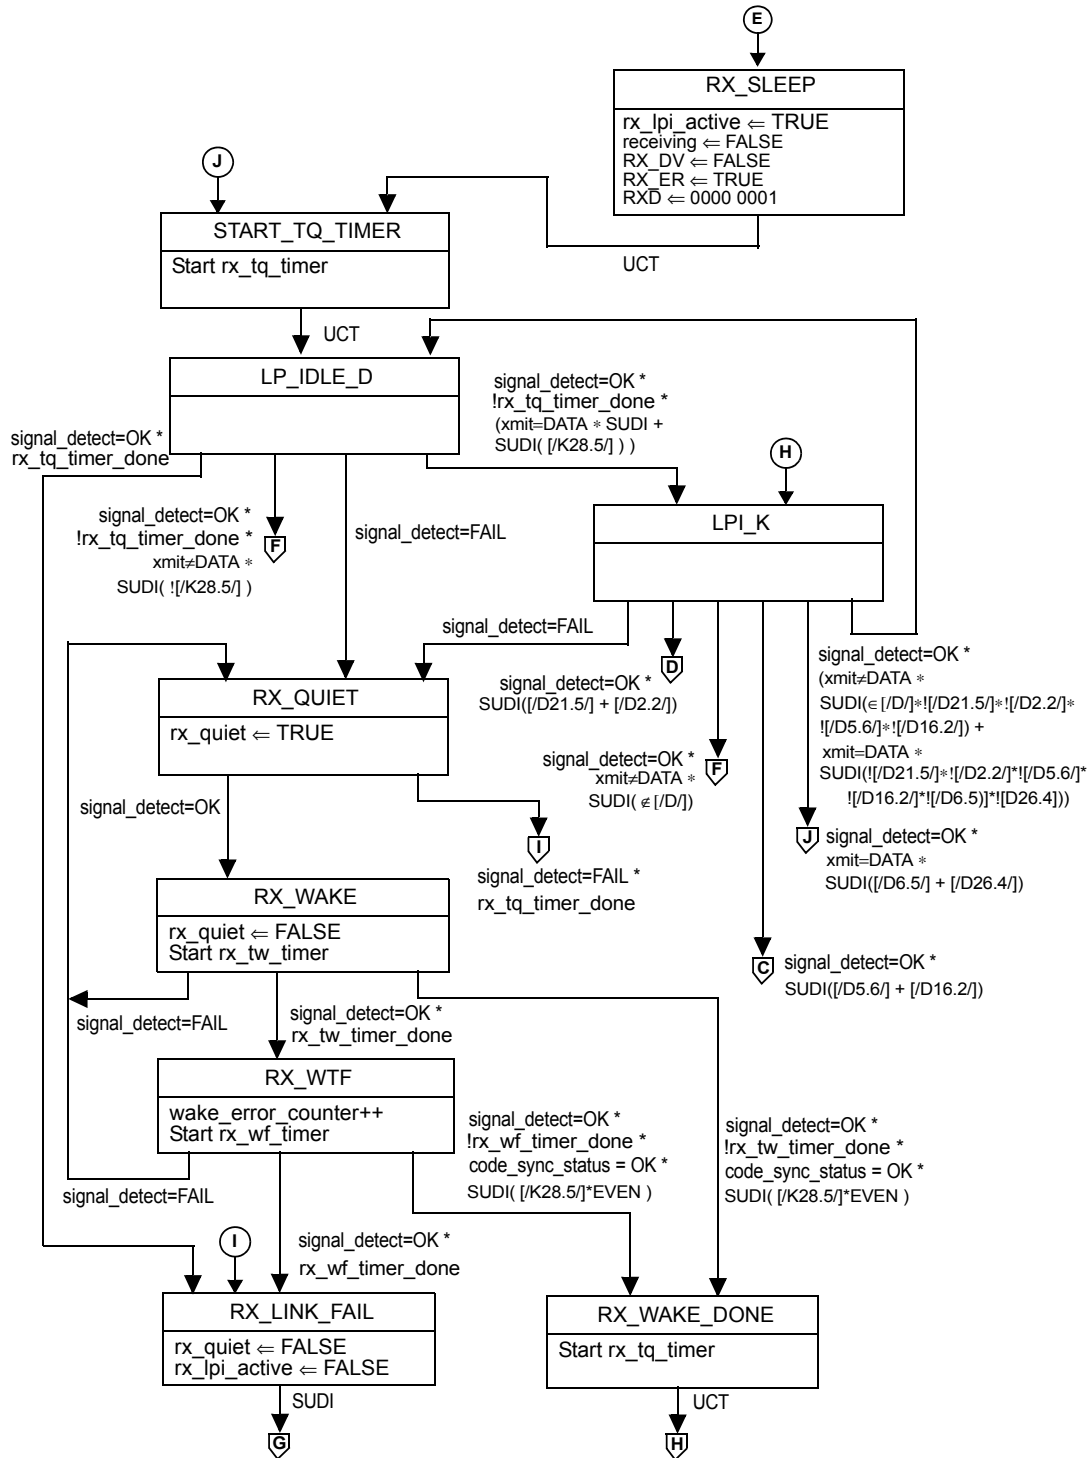 E
RX_SLEEP
rx_lpi_active ⇐ TRUE
receiving ⇐ FALSE
RX_DV ⇐ FALSE
RX_ER ⇐ TRUE
RXD ⇐ 0000 0001
UCT
J
START_TQ_TIMER
Start rx_tq_timer
UCT
LP_IDLE_D
signal_detect=OK *
rx_tq_timer_done
signal_detect=OK *
!rx_tq_timer_done *
xmit≠DATA *
SUDI( ![/K28.5/] )
F
signal_detect=FAIL
signal_detect=OK *
!rx_tq_timer_done *
(xmit=DATA * SUDI +
SUDI( [/K28.5/] ) )
H
LPI_K
signal_detect=FAIL
D
signal_detect=OK *
SUDI([/D21.5/] + [/D2.2/])
signal_detect=OK *
xmit≠DATA *
SUDI( ∉[/D/])
F
signal_detect=OK *
(xmit≠DATA *
SUDI(∈[/D/]*![/D21.5/]*![/D2.2/]*
![/D5.6/]*![/D16.2/]) +
xmit=DATA *
SUDI(![/D21.5/]*![/D2.2/]*![/D5.6/]*
![/D16.2/]*![/D6.5)]*![D26.4]))
J
signal_detect=OK *
xmit=DATA *
SUDI([/D6.5/] + [/D26.4/])
C
signal_detect=OK *
SUDI([/D5.6/] + [/D16.2/])
RX_QUIET
rx_quiet ⇐ TRUE
signal_detect=OK
I
signal_detect=FAIL *
rx_tq_timer_done
RX_WAKE
rx_quiet ⇐ FALSE
Start rx_tw_timer
signal_detect=FAIL
signal_detect=OK *
rx_tw_timer_done
RX_WTF
wake_error_counter++
Start rx_wf_timer
signal_detect=FAIL
signal_detect=OK *
!rx_wf_timer_done *
code_sync_status = OK *
SUDI( [/K28.5/]*EVEN )
signal_detect=OK *
!rx_tw_timer_done *
code_sync_status = OK *
SUDI( [/K28.5/]*EVEN )
I
signal_detect=OK *
rx_wf_timer_done
RX_LINK_FAIL
rx_quiet ⇐ FALSE
rx_lpi_active ⇐ FALSE
SUDI
G
RX_WAKE_DONE
Start rx_tq_timer
UCT
H